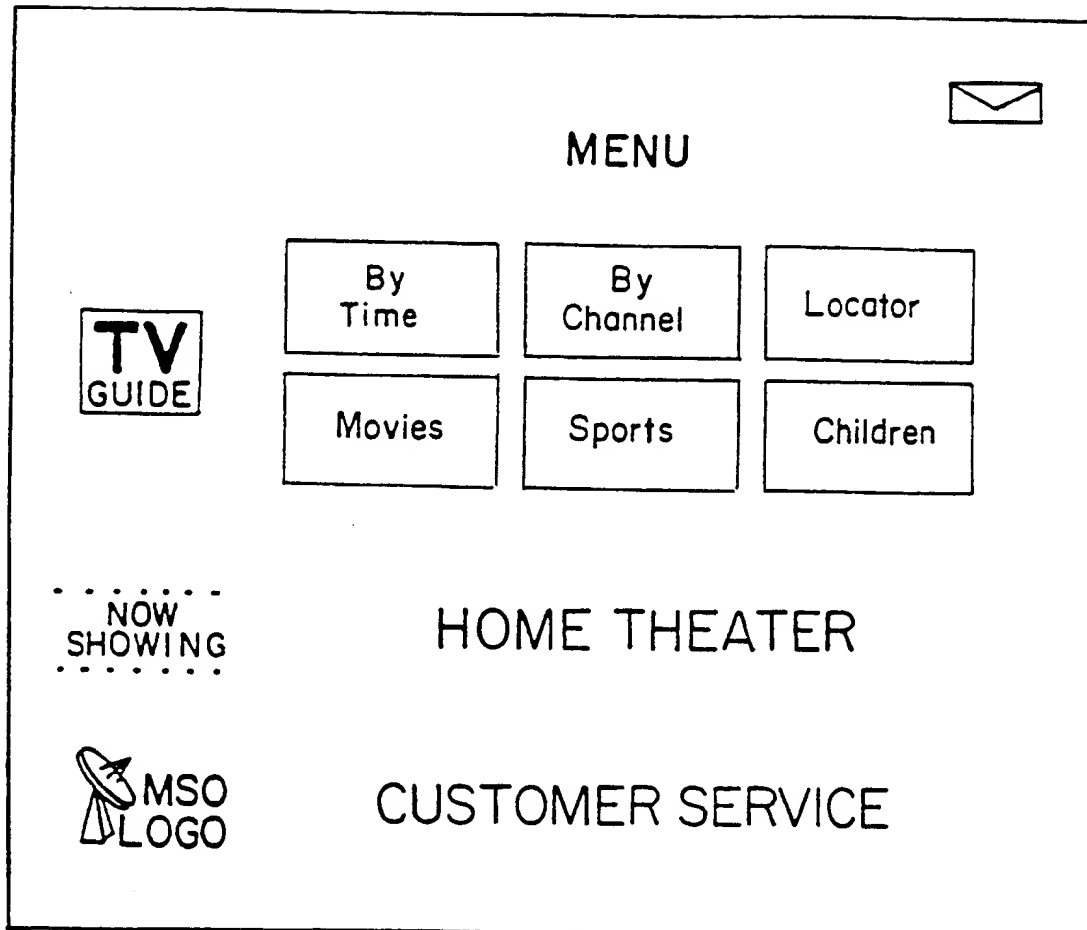 MENU
TV
GUIDE
By
Time
By
Channel
Locator
Movies
Sports
Children
NOW
SHOWING
HOME THEATER
MSO
LOGO
CUSTOMER SERVICE